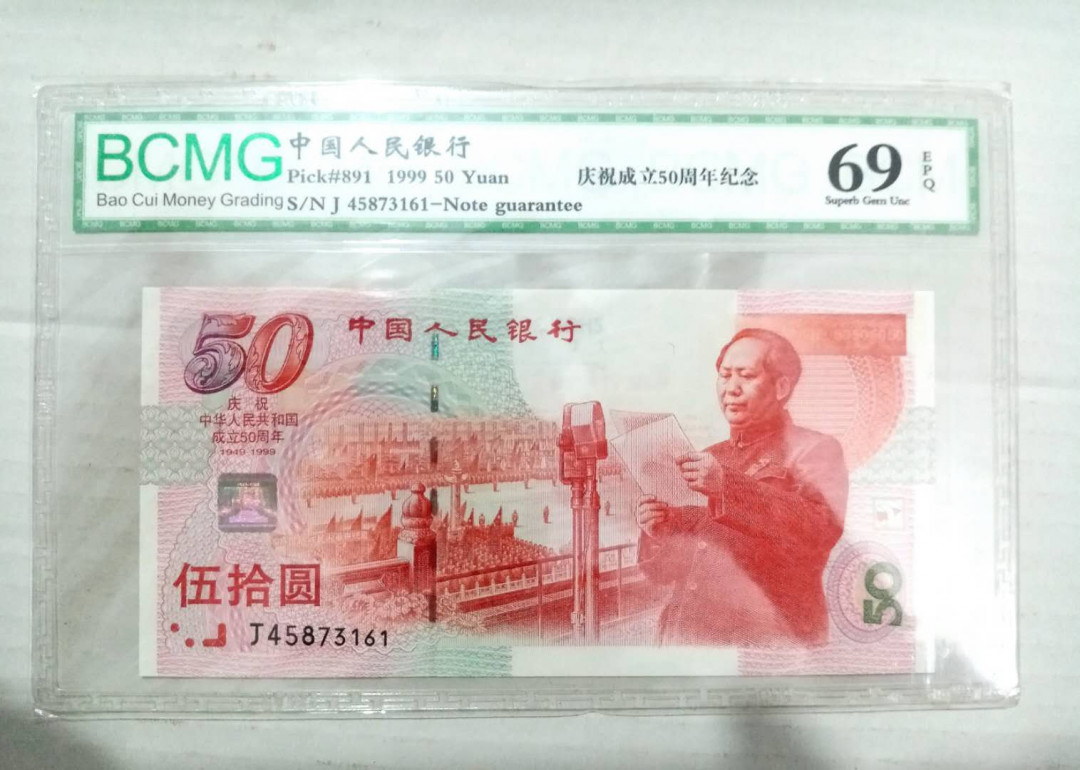 BCMG
Bao Cui Money Grading
中国人民银行
Pick#891 1999 50 Yuan
S/N J 45873161-Note guarantee
庆祝成立50周年纪念
69
EPQ
Superb Gem Unc
50
中国人民银行
庆祝
中华人民共和国
成立50周年
1949-1999
伍拾圆
J45873161
50